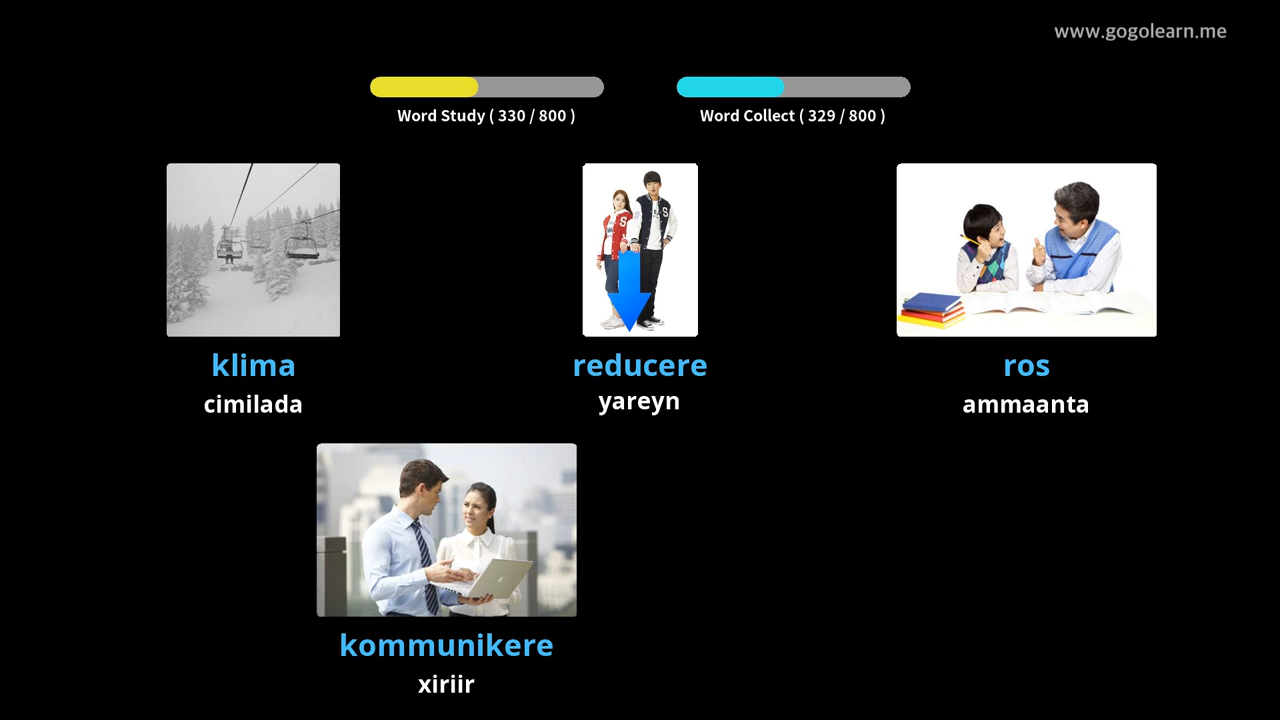 www.gogolearn.me
Word Study ( 330 / 800 )
Word Collect ( 329 / 800 )
klima
cimilada
reducere
yareyn
ros
ammaanta
kommunikere
xiriir